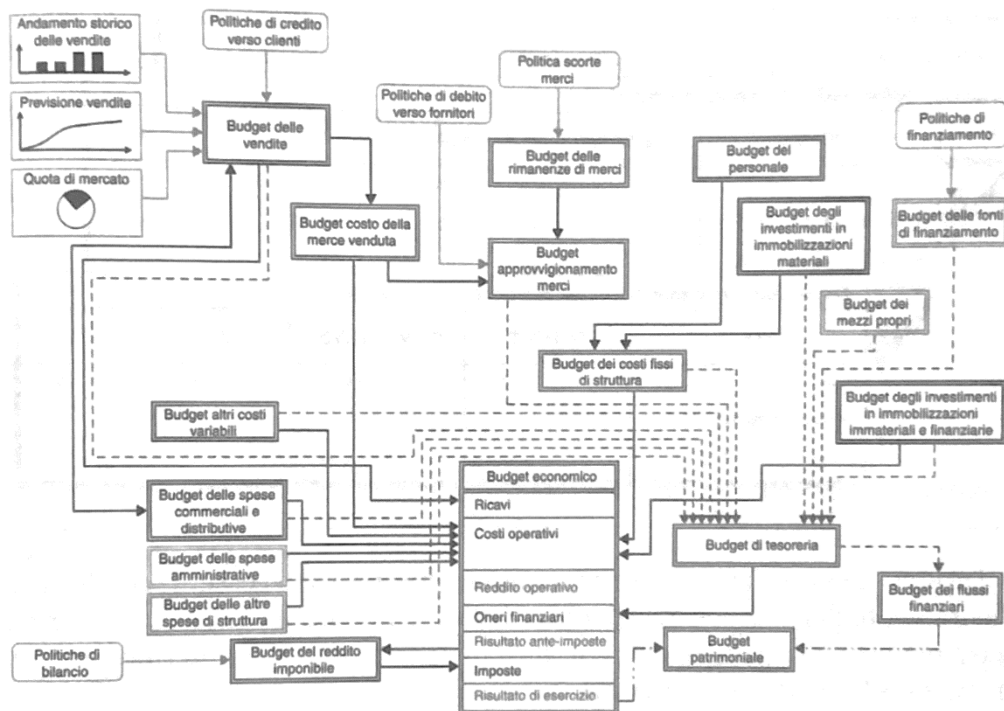 Andamento storico
delle vendite
Politiche di credito
verso clienti
Politica scorte
merci
Previsione vendite
Politiche di debito
verso fornitori
Politiche di
finanziamento
Budget delle
vendite
Budget delle
rimanenze di merci
Budget del
personale
Quota di mercato
Budget costo della
merce venduta
Budget degli
investimenti in
immobilizzazioni
materiali
Budget delle fonti
di finanziamento
Budget
approvvigionamento
merci
Budget dei
mezzi propri
Budget dei costi fissi
di struttura
Budget altri costi
variabili
Budget degli investimenti
in immobilizzazioni
immateriali e finanziarie
Budget economico
Ricavi
Costi operativi
Reddito operativo
Oneri finanziari
Risultato ante-imposte
Imposte
Risultato di esercizio
Budget delle spese
commerciali e
distributive
Budget delle spese
amministrative
Budget delle altre
spese di struttura
Budget di tesoreria
Budget dei flussi
finanziari
Politiche di
bilancio
Budget del reddito
imponibile
Budget
patrimoniale